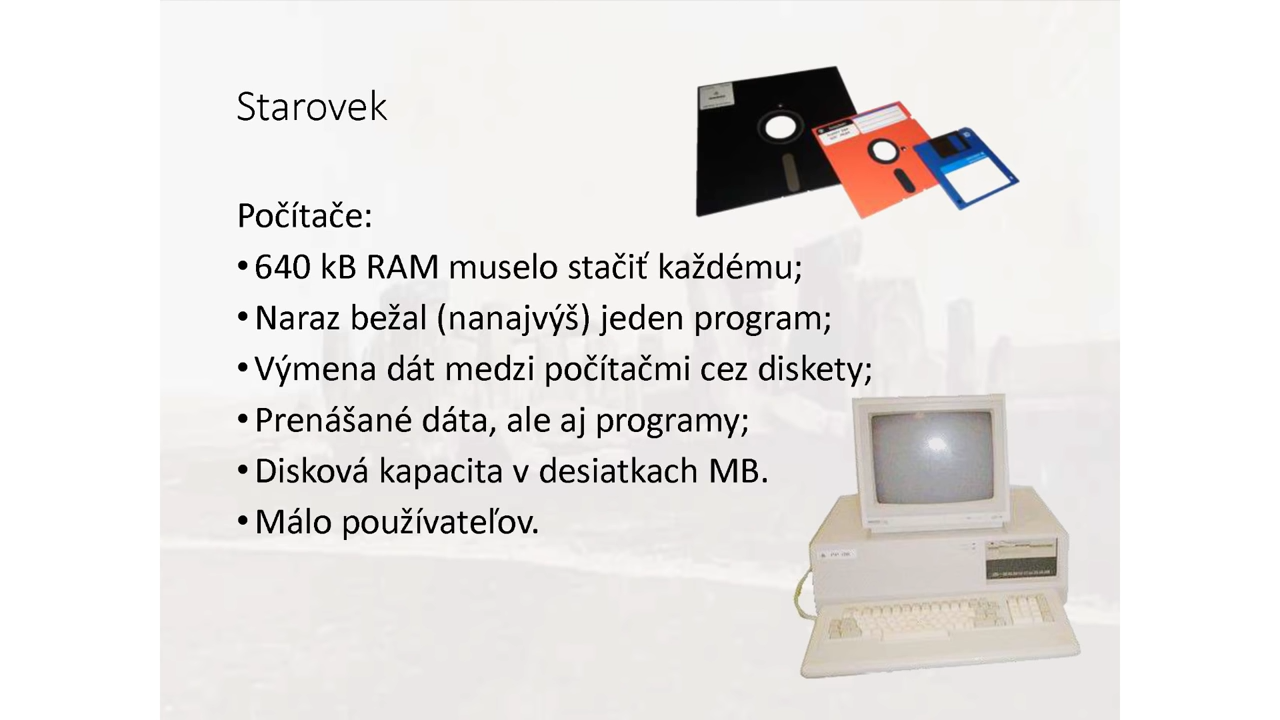 Starovek
Počítače:
• 640 kB RAM muselo stačiť každému;
• Naraz bežal (nanajvýš) jeden program;
• Výmena dát medzi počítačmi cez diskety;
• Prenášané dáta, ale aj programy;
• Disková kapacita v desiatkach MB.
• Málo používateľov.